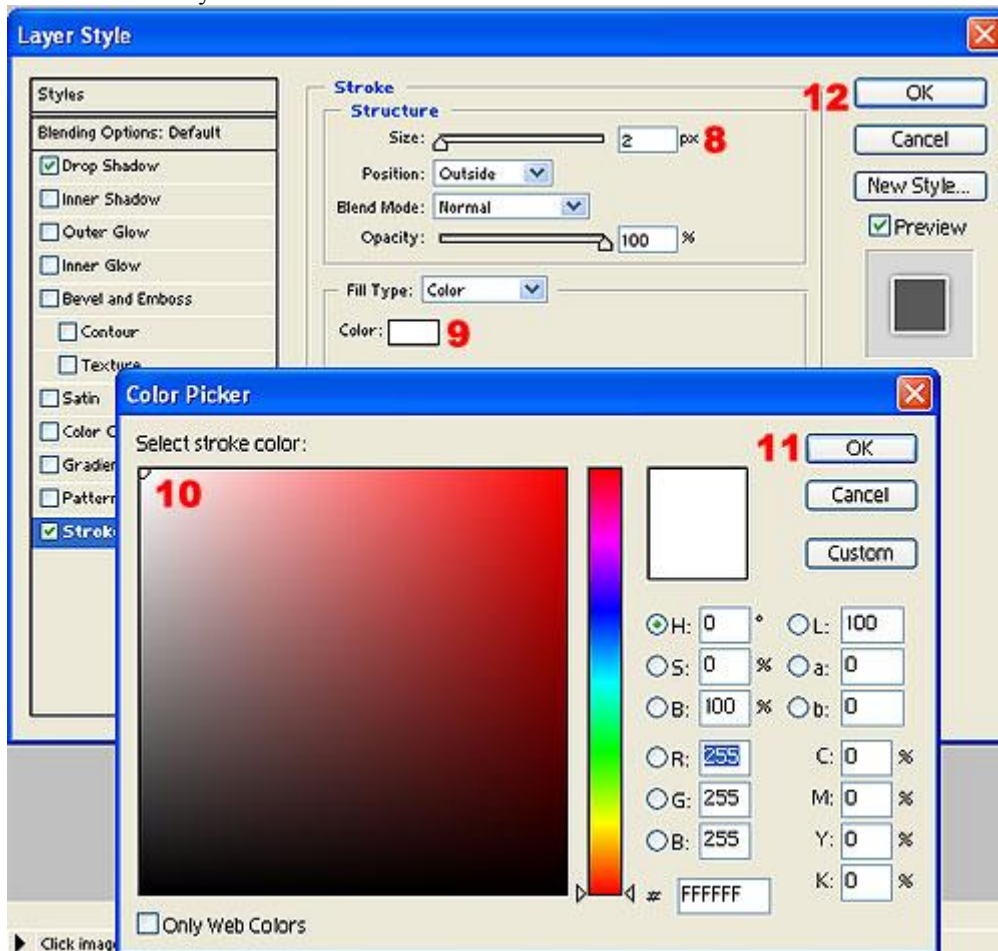 Layer Style
Styles
Blending Options: Default
Drop Shadow
Inner Shadow
Outer Glow
Inner Glow
Bevel and Emboss
Contour
Texture
Satin
Color
Stroke
Structure
Size: 2 px 8
Position: Outside
Blend Mode: Normal
Opacity: 100 %
Fill Type: Color
Color: 9
12 OK
Cancel
New Style...
Preview
Color Picker
Select stroke color:
10
11 OK
Cancel
Custom
H: 0 ° L: 100
S: 0 % a: 0
B: 100 % b: 0
R: 255 C: 0 %
G: 255 M: 0 %
B: 255 Y: 0 %
# FFFFFF K: 0 %
Only Web Colors
Click